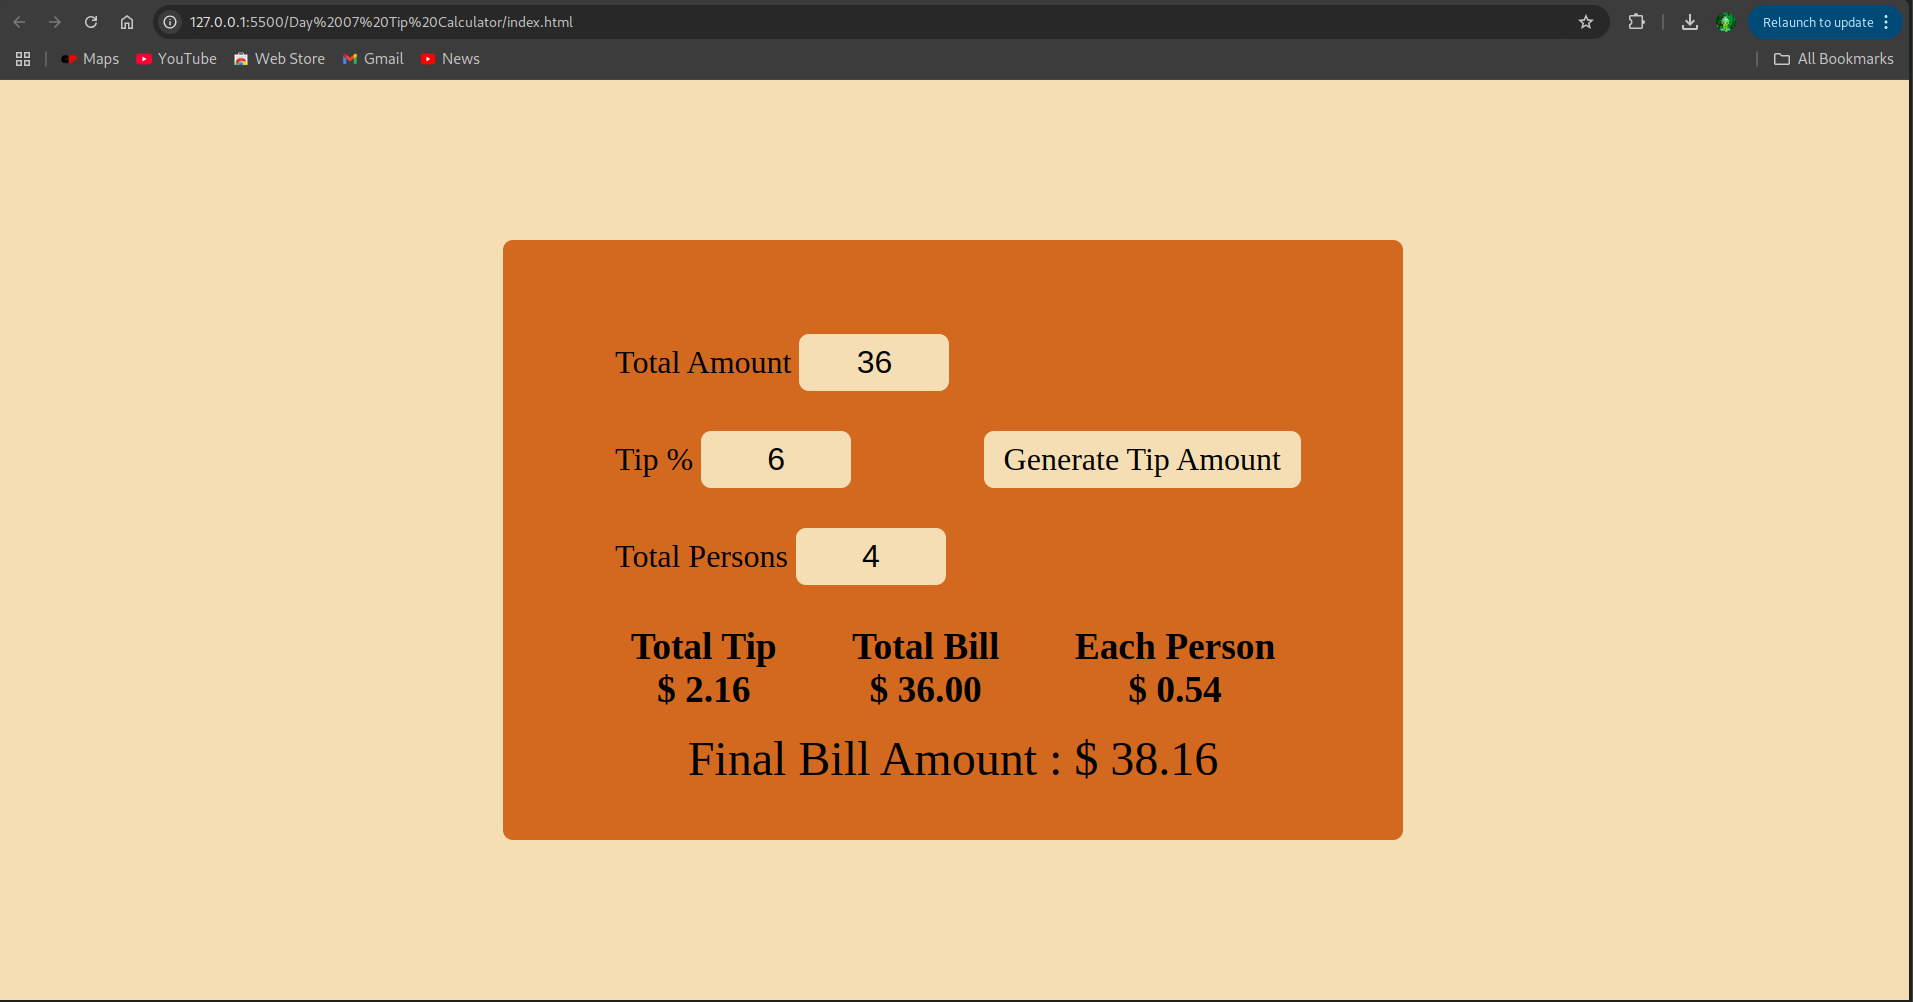 127.0.0.1:5500/Day%2007%20Tip%20Calculator/index.html
Relaunch to update
Maps YouTube Web Store Gmail News All Bookmarks
Total Amount 36
Tip % 6 Generate Tip Amount
Total Persons 4
Total Tip Total Bill Each Person
$ 2.16 $ 36.00 $ 0.54
Final Bill Amount : $ 38.16